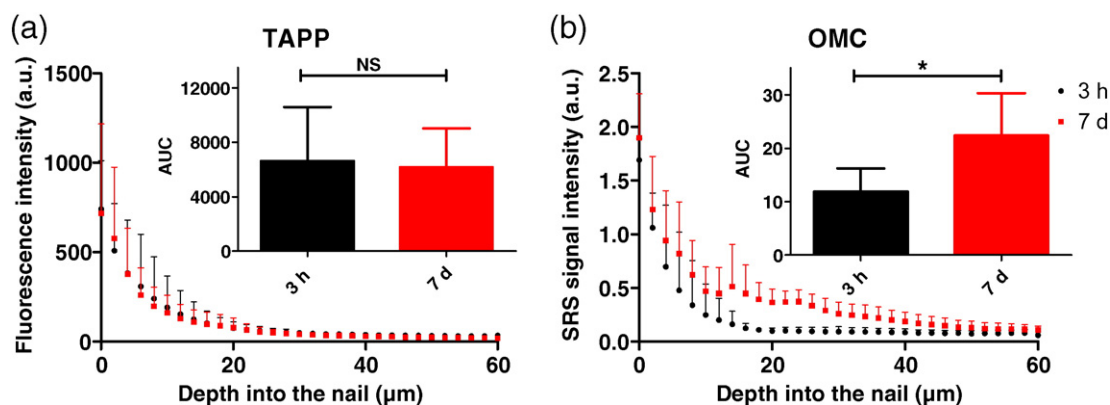 (a)
TAPP
Fluorescence intensity (a.u.)
1500
1000
500
0
0 20 40 60
Depth into the nail (µm)
AUC
12000
8000
4000
0
NS
3 h 7 d
(b)
OMC
SRS signal intensity (a.u.)
2.5
2.0
1.5
1.0
0.5
0.0
0 20 40 60
Depth into the nail (µm)
AUC
30
20
10
0
*
3 h 7 d
3 h
7 d